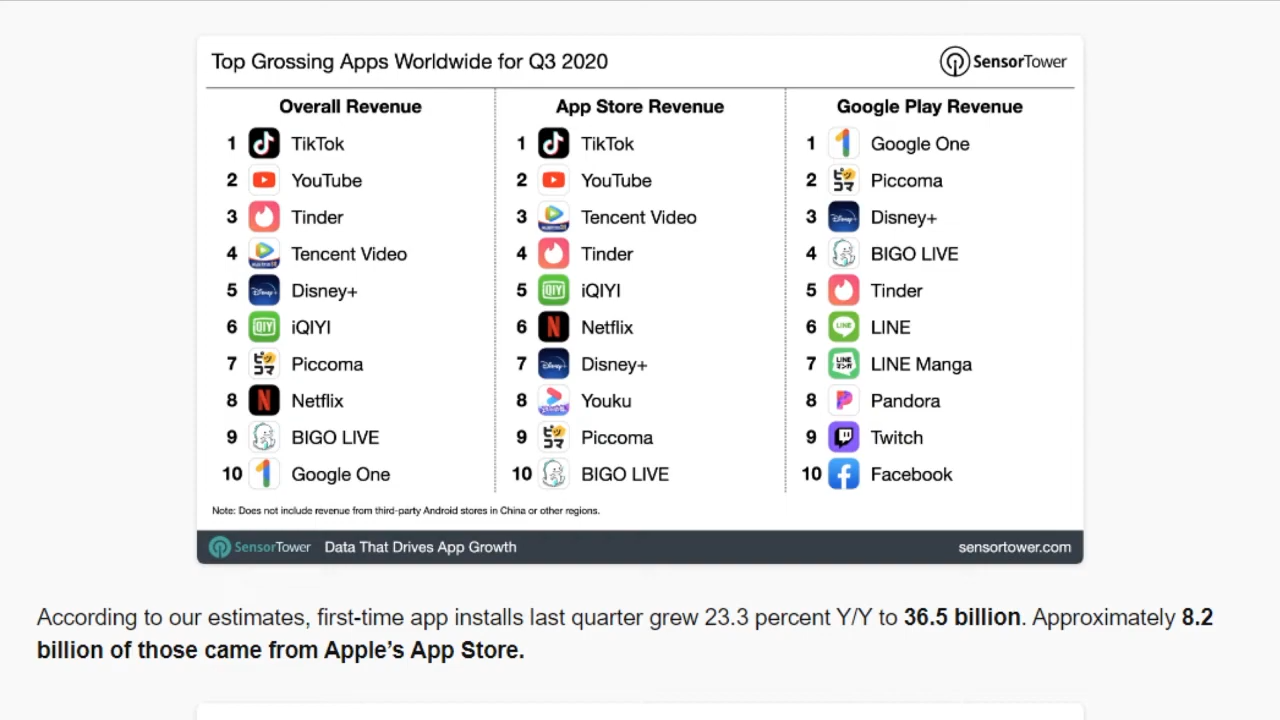 Top Grossing Apps Worldwide for Q3 2020
SensorTower
Overall Revenue
1 TikTok
2 YouTube
3 Tinder
4 Tencent Video
5 Disney+
6 iQIYI
7 Piccoma
8 Netflix
9 BIGO LIVE
10 Google One
App Store Revenue
1 TikTok
2 YouTube
3 Tencent Video
4 Tinder
5 iQIYI
6 Netflix
7 Disney+
8 Youku
9 Piccoma
10 BIGO LIVE
Google Play Revenue
1 Google One
2 Piccoma
3 Disney+
4 BIGO LIVE
5 Tinder
6 LINE
7 LINE Manga
8 Pandora
9 Twitch
10 Facebook
Note: Does not include revenue from third-party Android stores in China or other regions.
SensorTower Data That Drives App Growth sensortower.com
According to our estimates, first-time app installs last quarter grew 23.3 percent Y/Y to 36.5 billion. Approximately 8.2
billion of those came from Apple’s App Store.